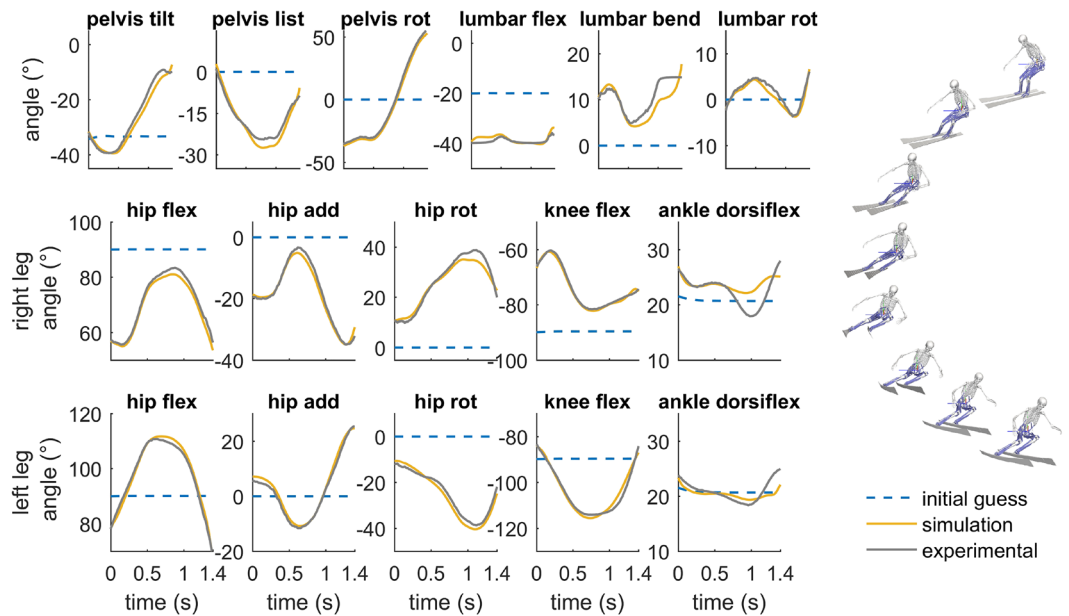 pelvis tilt pelvis list pelvis rot lumbar flex lumbar bend lumbar rot
angle (°)
0 -20 -40
0 -15 -30
50 0 -50
0 -20 -40
20 10 0
10 0 -10
hip flex hip add hip rot knee flex ankle dorsiflex
right leg
angle (°)
100 80 60
0 -20 -40
40 20 0
-60 -80 -100
30 20 10
hip flex hip add hip rot knee flex ankle dorsiflex
left leg
angle (°)
120 100 80
20 0 -20
0 -20 -40
-80 -100 -120
30 20 10
0 0.5 1.4 0 0.5 1.4 0 0.5 1.4 0 0.5 1.4 0 0.5 1.4
time (s) time (s) time (s) time (s) time (s)
initial guess
simulation
experimental